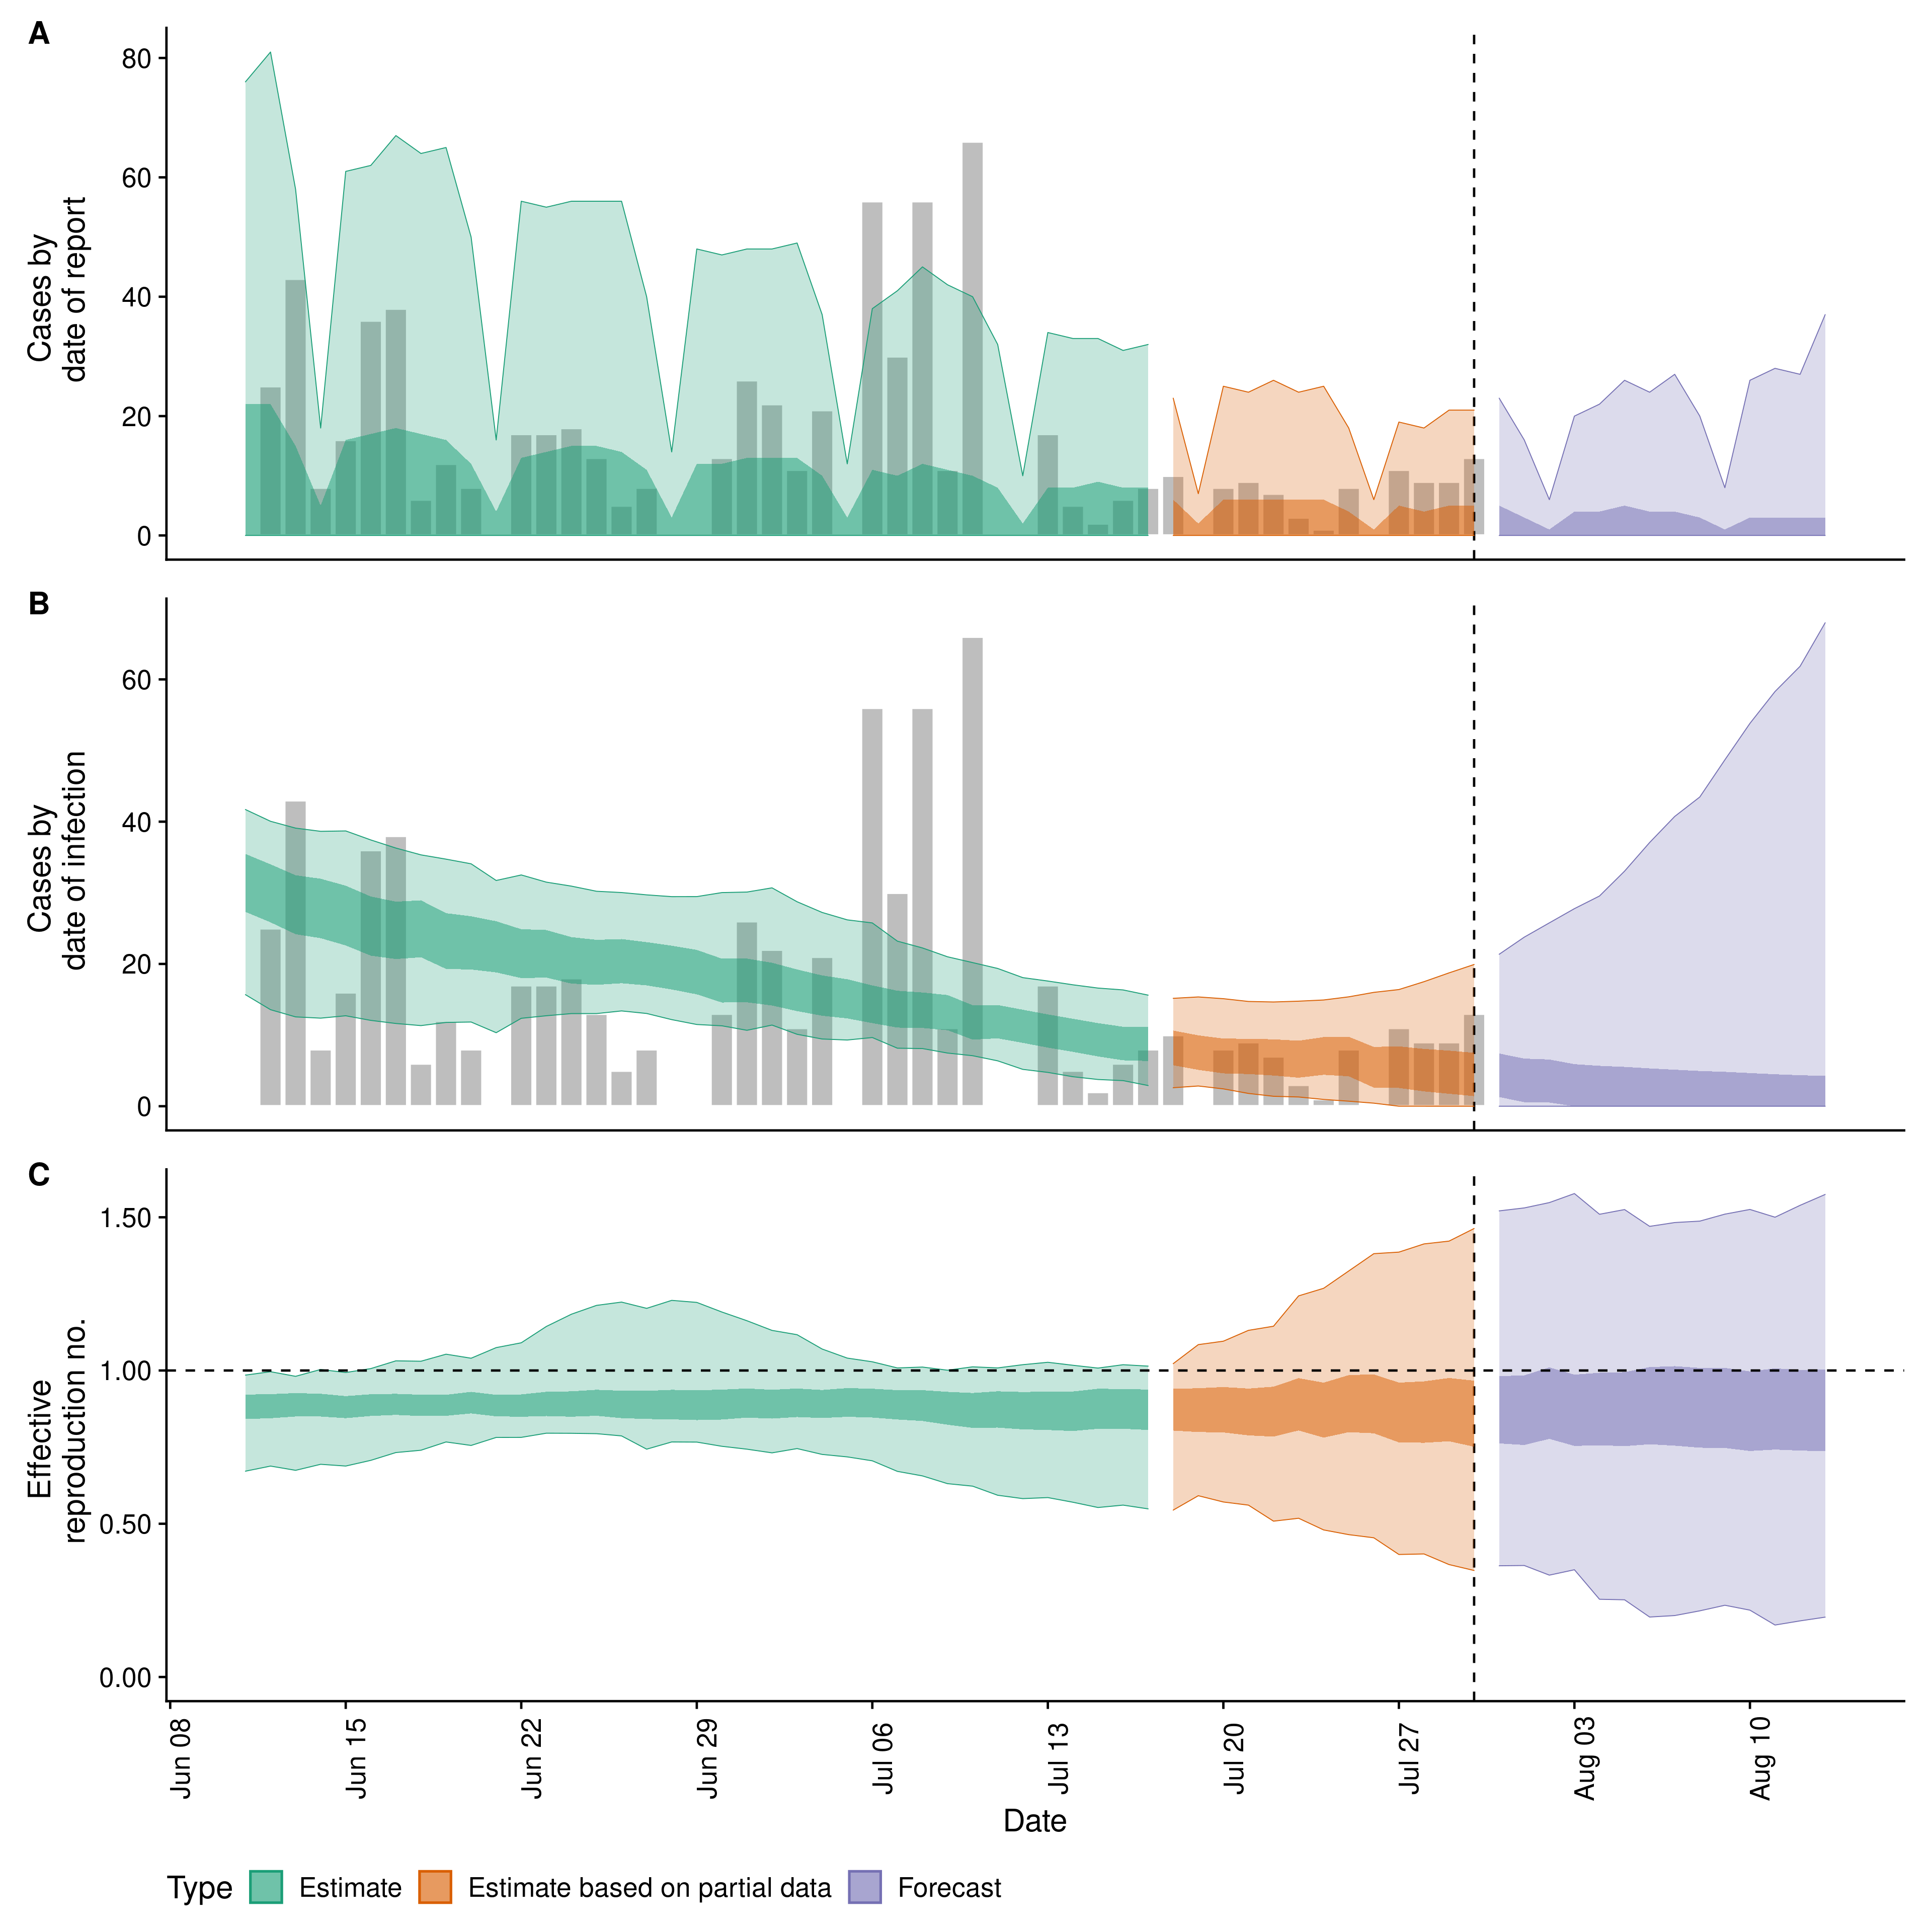 A
80
60
40
20
0
Cases by
date of report
B
60
40
20
0
Cases by
date of infection
C
1.50
1.00
0.50
0.00
Effective
reproduction no.
Jun 08
Jun 15
Jun 22
Jun 29
Jul 06
Jul 13
Jul 20
Jul 27
Aug 03
Aug 10
Date
Type Estimate Estimate based on partial data Forecast